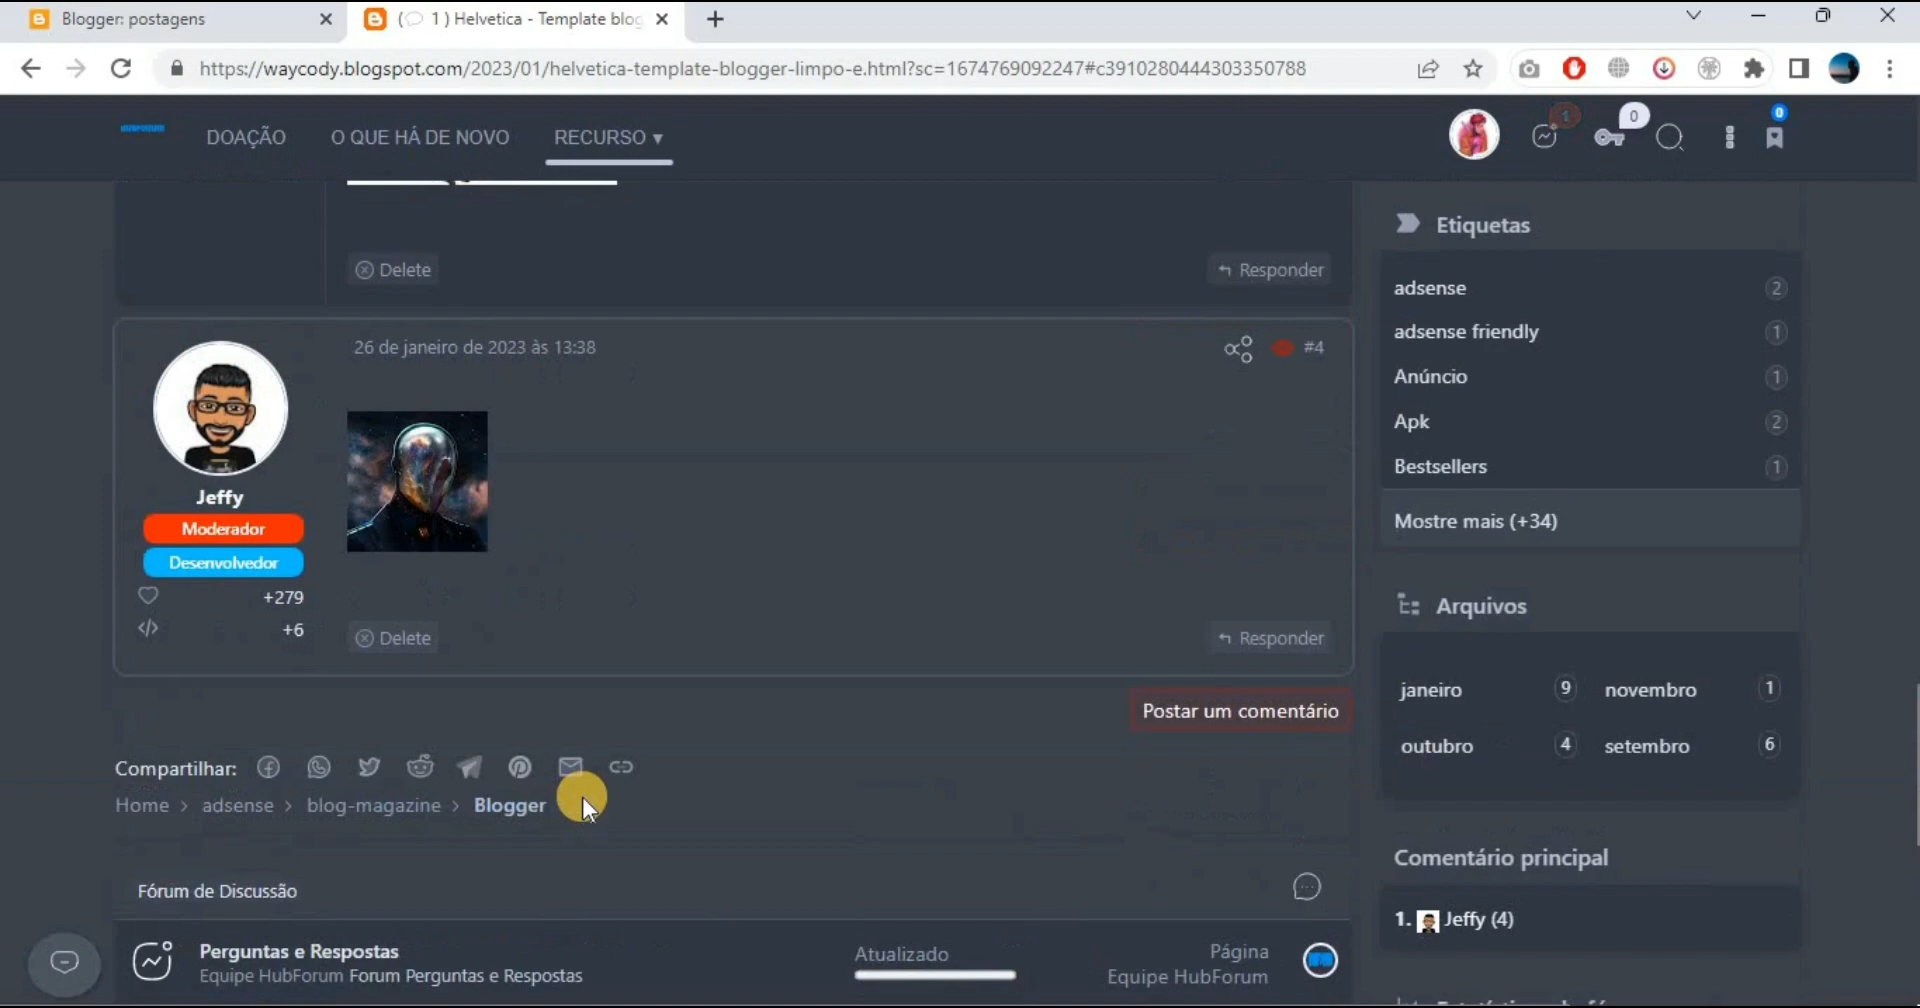 Blogger: postagens
( 1 ) Helvetica - Template blog
https://waycody.blogspot.com/2023/01/helvetica-template-blogger-limpo-e.html?sc=1674769092247#c3910280444303350788
HUBFORUM
DOAÇÃO
O QUE HÁ DE NOVO
RECURSO ▾
1
0
0
Delete
Responder
26 de janeiro de 2023 às 13:38
#4
Jeffy
Moderador
Desenvolvedor
+279
+6
Delete
Responder
Postar um comentário
Compartilhar:
Home > adsense > blog-magazine > Blogger
Fórum de Discussão
Perguntas e Respostas
Equipe HubForum Forum Perguntas e Respostas
Atualizado
Página
Equipe HubForum
Etiquetas
adsense 2
adsense friendly 1
Anúncio 1
Apk 2
Bestsellers 1
Mostre mais (+34)
Arquivos
janeiro 9 novembro 1
outubro 4 setembro 6
Comentário principal
1. Jeffy (4)